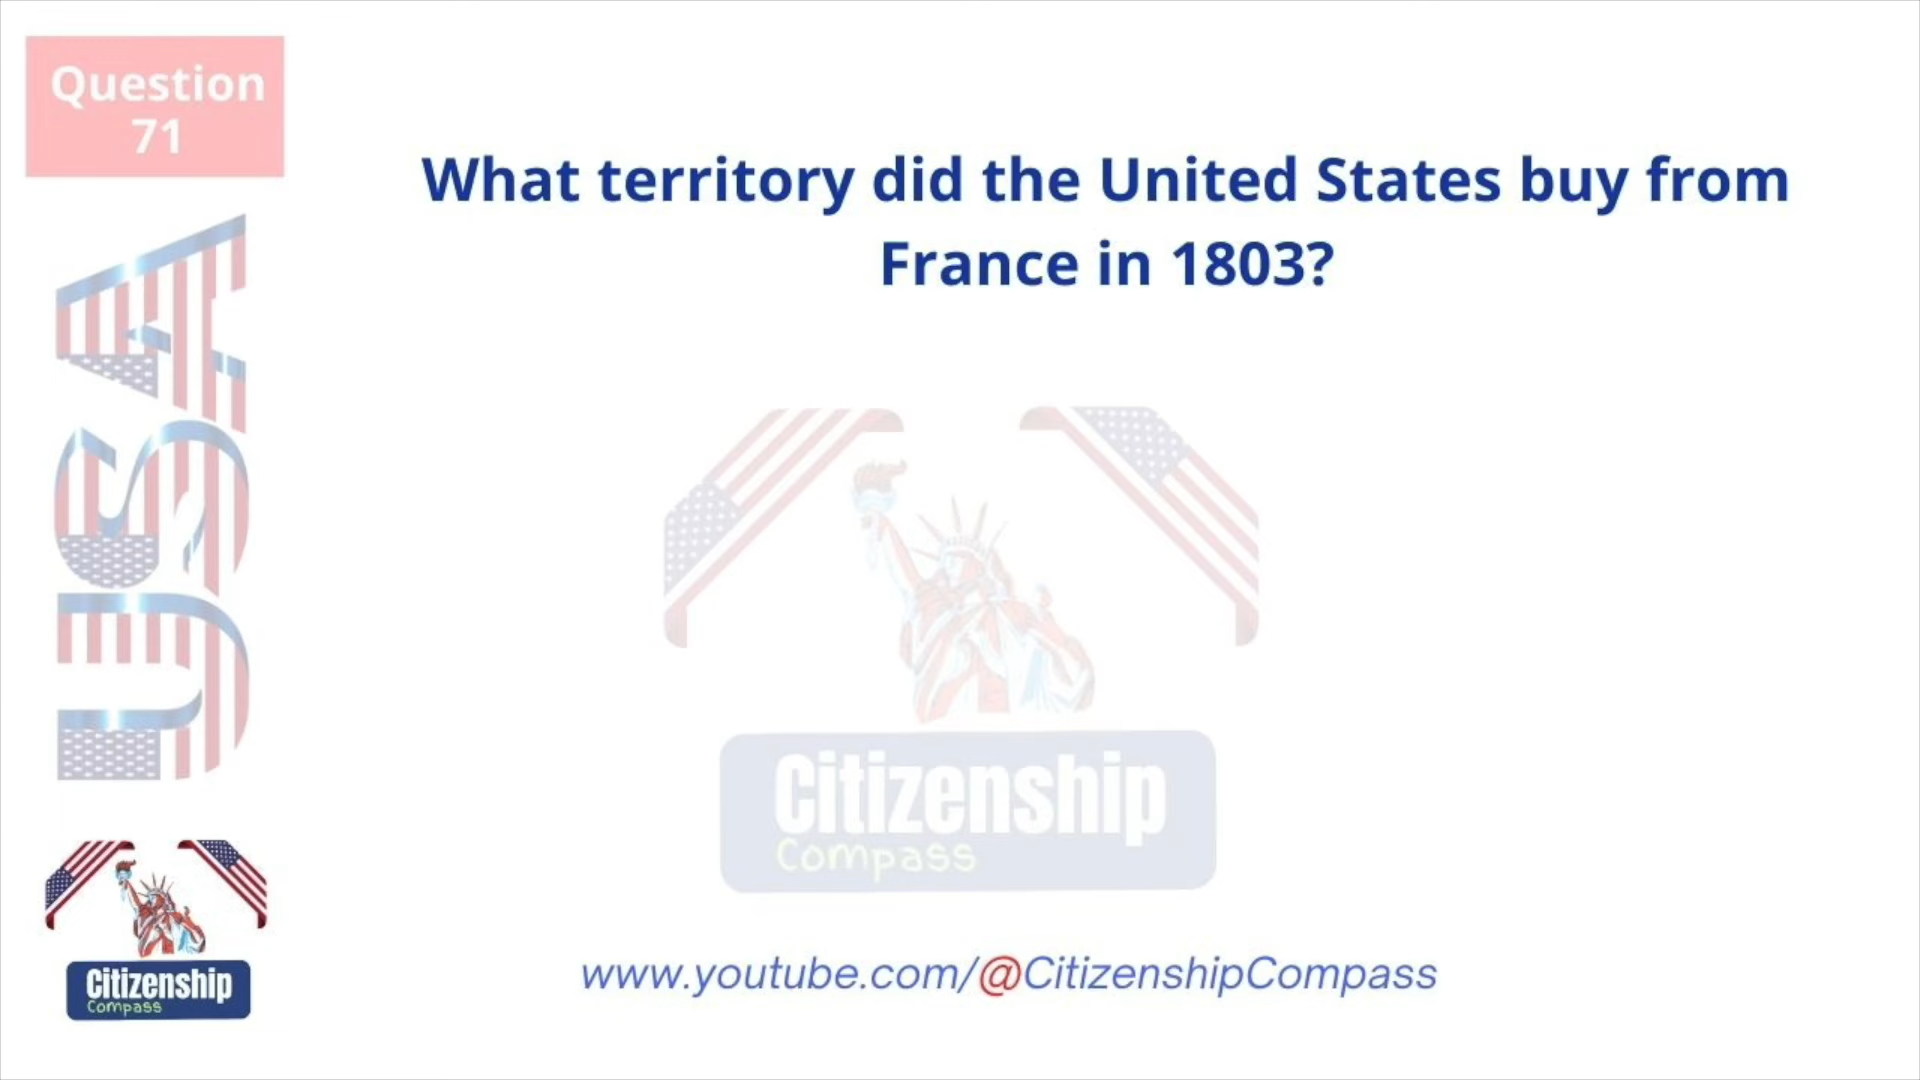 Question
71
What territory did the United States buy from
France in 1803?
USA
Citizenship
Compass
Citizenship
Compass
www.youtube.com/@CitizenshipCompass